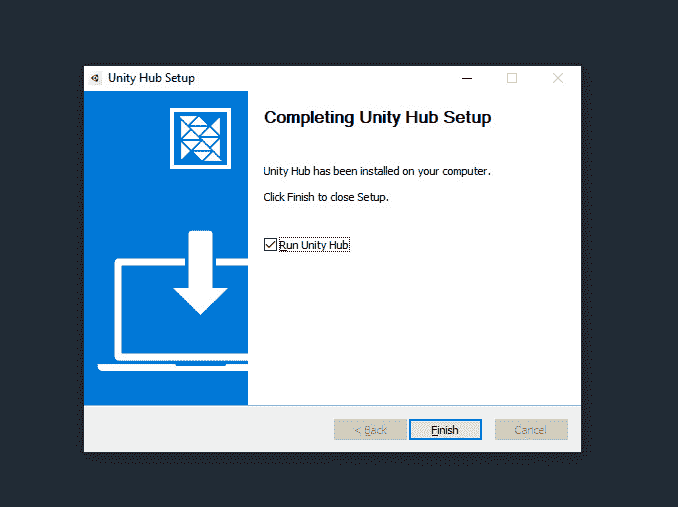 Unity Hub Setup
Completing Unity Hub Setup
Unity Hub has been installed on your computer.
Click Finish to close Setup.
Run Unity Hub
< Back
Finish
Cancel